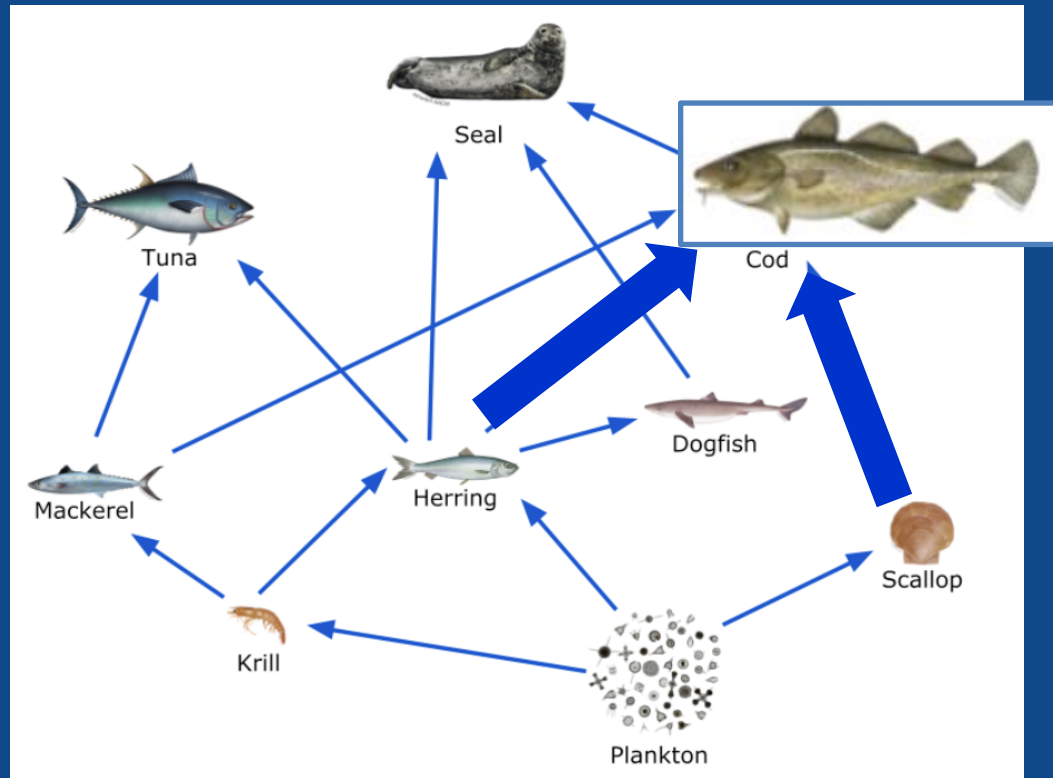 Seal
Tuna
Cod
Dogfish
Mackerel
Herring
Scallop
Krill
Plankton